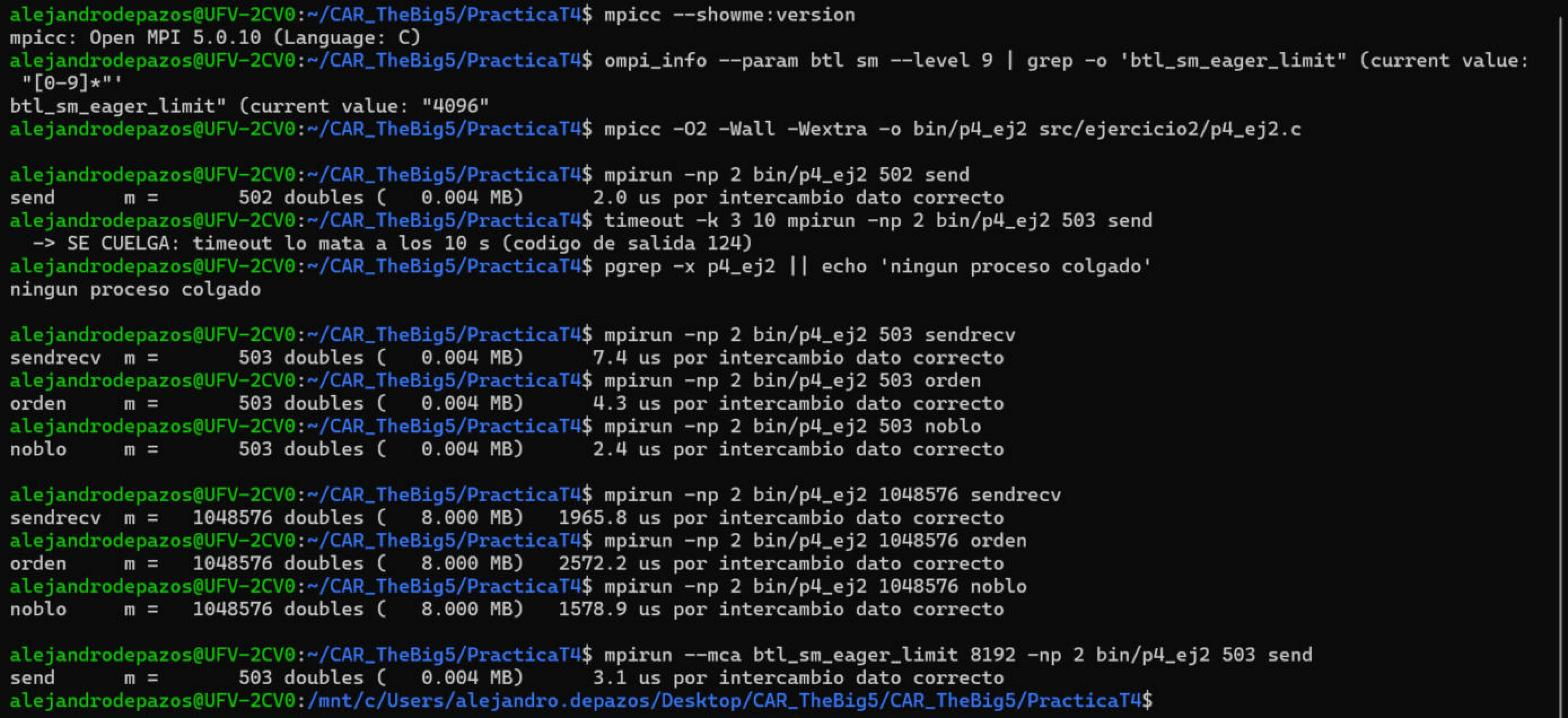 alejandrodepazos@UFV-2CV0:~/CAR_TheBig5/PracticaT4$ mpicc --showme:version
mpicc: Open MPI 5.0.10 (Language: C)
alejandrodepazos@UFV-2CV0:~/CAR_TheBig5/PracticaT4$ ompi_info --param btl sm --level 9 | grep -o 'btl_sm_eager_limit" (current value:
 "[0-9]*"'
btl_sm_eager_limit" (current value: "4096"
alejandrodepazos@UFV-2CV0:~/CAR_TheBig5/PracticaT4$ mpicc -O2 -Wall -Wextra -o bin/p4_ej2 src/ejercicio2/p4_ej2.c
alejandrodepazos@UFV-2CV0:~/CAR_TheBig5/PracticaT4$ mpirun -np 2 bin/p4_ej2 502 send
send      m =       502 doubles (   0.004 MB)      2.0 us por intercambio dato correcto
alejandrodepazos@UFV-2CV0:~/CAR_TheBig5/PracticaT4$ timeout -k 3 10 mpirun -np 2 bin/p4_ej2 503 send
  -> SE CUELGA: timeout lo mata a los 10 s (codigo de salida 124)
alejandrodepazos@UFV-2CV0:~/CAR_TheBig5/PracticaT4$ pgrep -x p4_ej2 || echo 'ningun proceso colgado'
ningun proceso colgado
alejandrodepazos@UFV-2CV0:~/CAR_TheBig5/PracticaT4$ mpirun -np 2 bin/p4_ej2 503 sendrecv
sendrecv  m =       503 doubles (   0.004 MB)      7.4 us por intercambio dato correcto
alejandrodepazos@UFV-2CV0:~/CAR_TheBig5/PracticaT4$ mpirun -np 2 bin/p4_ej2 503 orden
orden     m =       503 doubles (   0.004 MB)      4.3 us por intercambio dato correcto
alejandrodepazos@UFV-2CV0:~/CAR_TheBig5/PracticaT4$ mpirun -np 2 bin/p4_ej2 503 noblo
noblo     m =       503 doubles (   0.004 MB)      2.4 us por intercambio dato correcto
alejandrodepazos@UFV-2CV0:~/CAR_TheBig5/PracticaT4$ mpirun -np 2 bin/p4_ej2 1048576 sendrecv
sendrecv  m =   1048576 doubles (   8.000 MB)   1965.8 us por intercambio dato correcto
alejandrodepazos@UFV-2CV0:~/CAR_TheBig5/PracticaT4$ mpirun -np 2 bin/p4_ej2 1048576 orden
orden     m =   1048576 doubles (   8.000 MB)   2572.2 us por intercambio dato correcto
alejandrodepazos@UFV-2CV0:~/CAR_TheBig5/PracticaT4$ mpirun -np 2 bin/p4_ej2 1048576 noblo
noblo     m =   1048576 doubles (   8.000 MB)   1578.9 us por intercambio dato correcto
alejandrodepazos@UFV-2CV0:~/CAR_TheBig5/PracticaT4$ mpirun --mca btl_sm_eager_limit 8192 -np 2 bin/p4_ej2 503 send
send      m =       503 doubles (   0.004 MB)      3.1 us por intercambio dato correcto
alejandrodepazos@UFV-2CV0:/mnt/c/Users/alejandro.depazos/Desktop/CAR_TheBig5/CAR_TheBig5/PracticaT4$